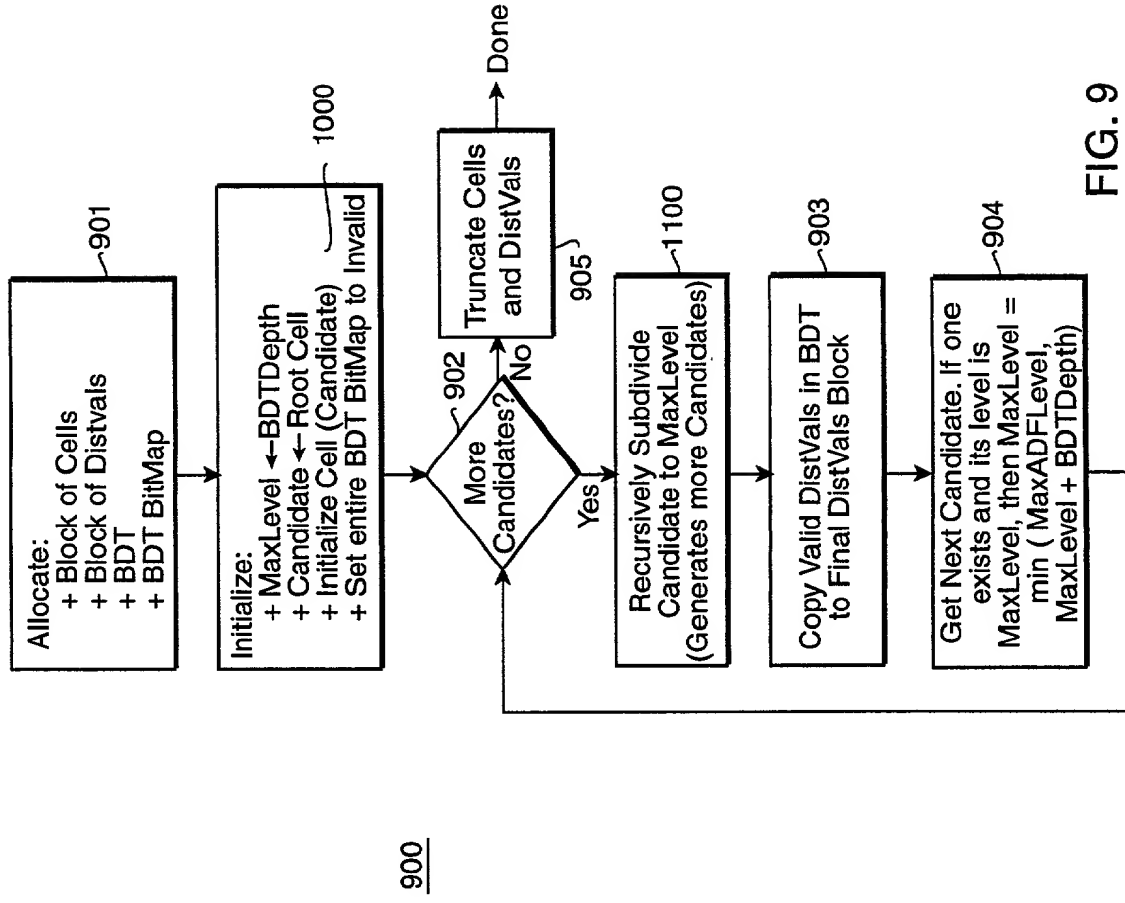 900
Allocate:
+ Block of Cells
+ Block of Distvals
+ BDT
+ BDT BitMap
901
Initialize:
+ MaxLevel ←BDTDepth
+ Candidate ← Root Cell
+ Initialize Cell (Candidate)
+ Set entire BDT BitMap to Invalid
1000
More
Candidates?
902
No
Truncate Cells
and DistVals
905
Done
Yes
Recursively Subdivide
Candidate to MaxLevel
(Generates more Candidates)
1100
Copy Valid DistVals in BDT
to Final DistVals Block
903
Get Next Candidate. If one
exists and its level is
MaxLevel, then MaxLevel =
min ( MaxADFLevel,
MaxLevel + BDTDepth)
904
FIG. 9